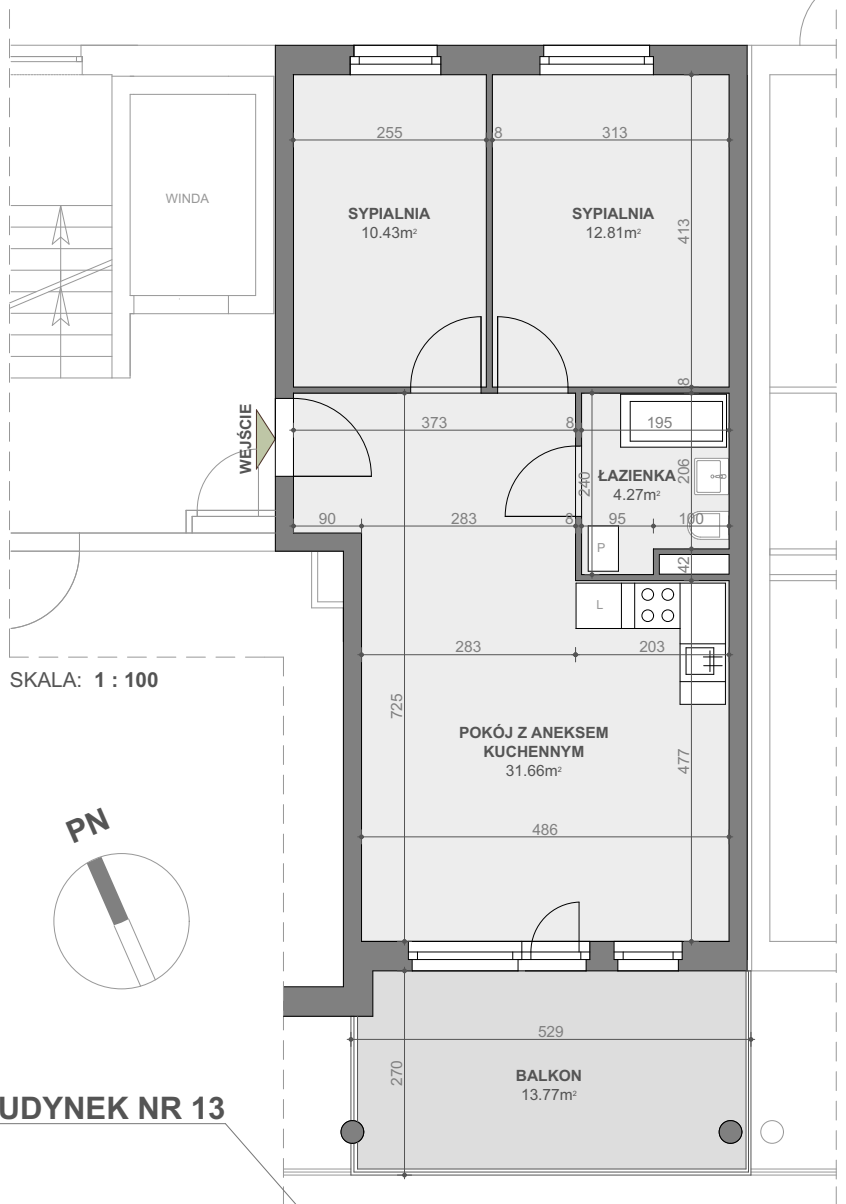 255
8
313
WINDA
SYPIALNIA
10.43m²
SYPIALNIA
12.81m²
413
8
WEJŚCIE
373
8
195
ŁAZIENKA
4.27m²
240
206
90
283
8
95
100
P
42
L
283
203
SKALA: 1 : 100
725
POKÓJ Z ANEKSEM
KUCHENNYM
31.66m²
477
PN
486
529
270
BALKON
13.77m²
UDYNEK NR 13